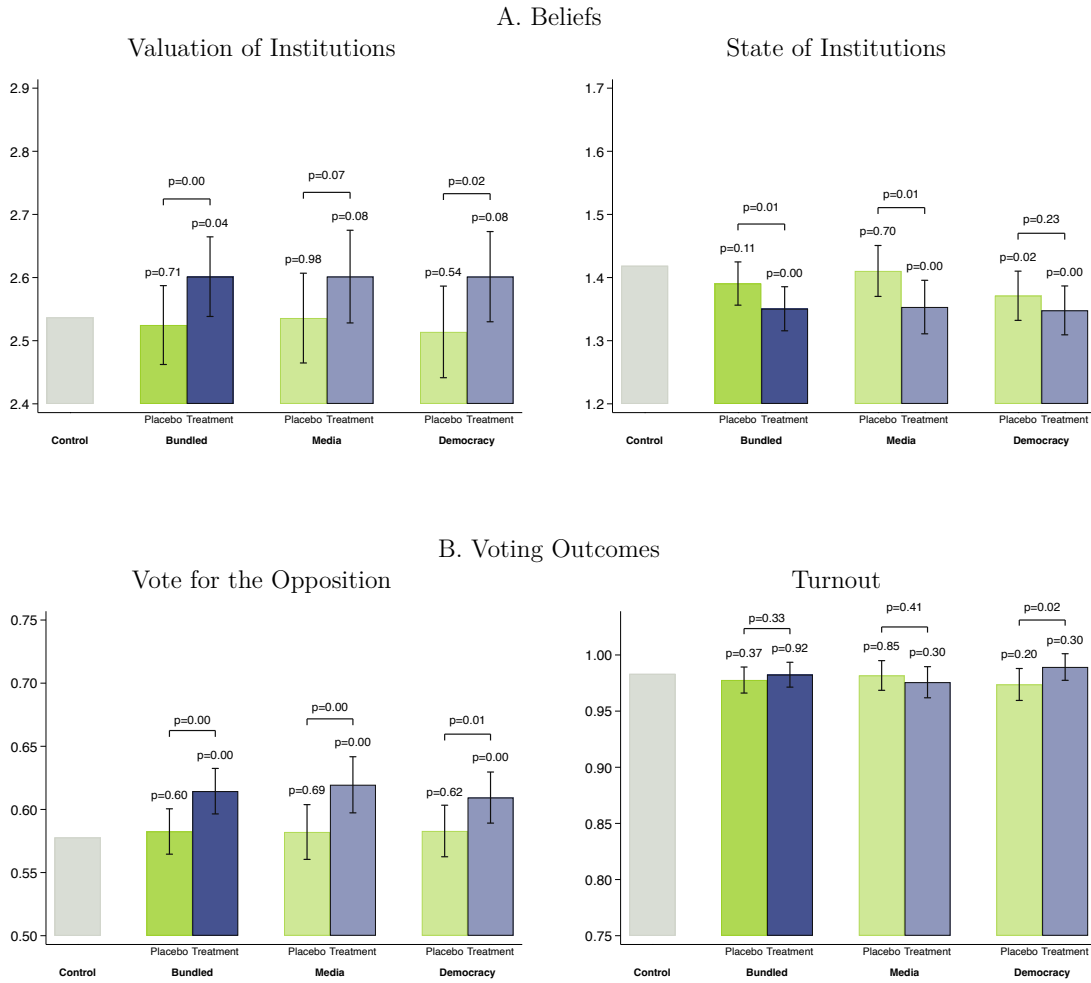 A. Beliefs
Valuation of Institutions
2.9
2.8
2.7
2.6
2.5
2.4
p=0.00
p=0.07
p=0.02
p=0.71
p=0.04
p=0.98
p=0.08
p=0.54
p=0.08
Placebo Treatment
Placebo Treatment
Placebo Treatment
Control
Bundled
Media
Democracy
State of Institutions
1.7
1.6
1.5
1.4
1.3
1.2
p=0.01
p=0.01
p=0.23
p=0.11
p=0.00
p=0.70
p=0.00
p=0.02
p=0.00
Placebo Treatment
Placebo Treatment
Placebo Treatment
Control
Bundled
Media
Democracy
B. Voting Outcomes
Vote for the Opposition
0.75
0.70
0.65
0.60
0.55
0.50
p=0.00
p=0.00
p=0.01
p=0.60
p=0.00
p=0.69
p=0.00
p=0.62
p=0.00
Placebo Treatment
Placebo Treatment
Placebo Treatment
Control
Bundled
Media
Democracy
Turnout
1.00
0.95
0.90
0.85
0.80
0.75
p=0.33
p=0.41
p=0.02
p=0.37
p=0.92
p=0.85
p=0.30
p=0.20
p=0.30
Placebo Treatment
Placebo Treatment
Placebo Treatment
Control
Bundled
Media
Democracy